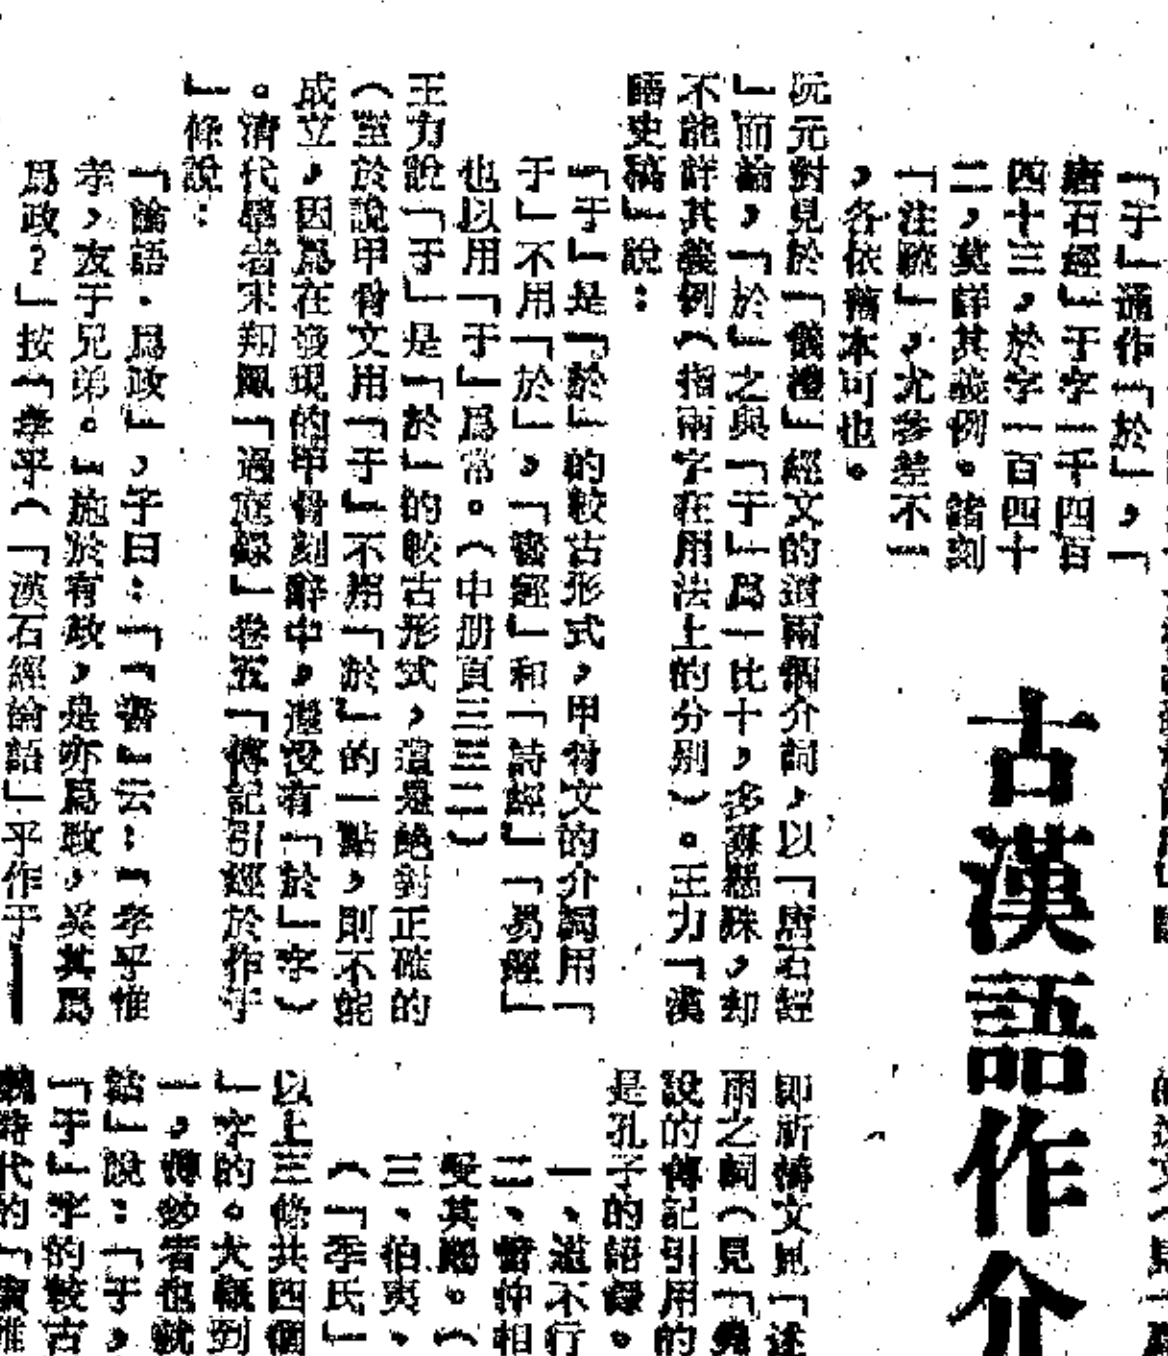 「于」通作「於」，「
唐石經」于字一千四百
四十三，於字一百四十
二，莫詳其義例。諸刻
「注疏」，尤參差不一
，各依舊本可也。
阮元對見於「儀禮」經文的這兩個介詞，以「唐石經
」而論，「於」之與「于」爲一比十，多寡懸殊，却
不能詳其義例（指兩字在用法上的分別）。王力「漢
語史稿」說：
「于」是「於」的較古形式，甲骨文的介詞用「
于」不用「於」，「書經」和「詩經」「易經」
也以用「于」爲常。（中册頁三三二）
王力說「于」是「於」的較古形式，這是絶對正確的
（至於說甲骨文用「于」不用「於」的一點，則不能
成立，因爲在發現的甲骨刻辭中，還没有「於」字）
。清代學者宋翔鳳「過庭錄」卷五「傳記引經於作于
」條說：
「論語．爲政」，子曰：「「書」云：「孝乎惟
孝，友于兄弟。」施於有政，是亦爲政，奚其爲
爲政？」按「孝乎（「漢石經論語」乎作于
古漢語作介
即祈禱文見「述
雨之詞（見「
說的傳記引用的
是孔子的語錄。
一、道不行
二、管仲相
受其賜。（
三、伯夷、
（「季氏」
以上三條共四個
」字的。大概到
一，傳鈔者也就
詁」說：「于，
「于」字的較古
時代的「